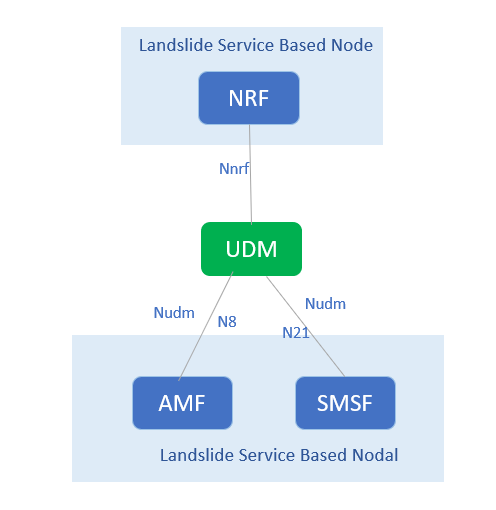 Landslide Service Based Node
NRF
Nnrf
UDM
Nudm
Nudm
N8
N21
AMF
SMSF
Landslide Service Based Nodal